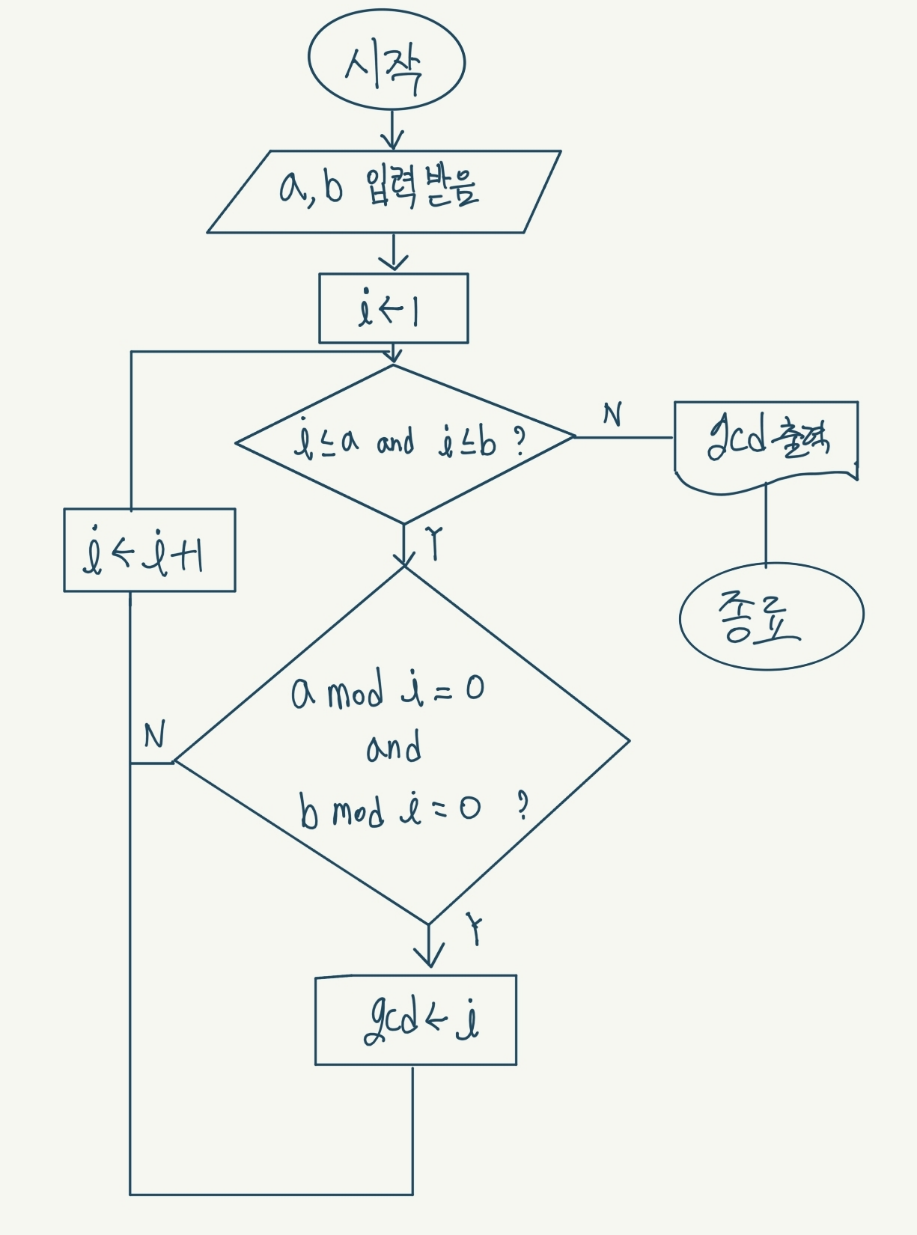 시작
a, b 입력 받음
i ← 1
i ≤ a and i ≤ b ?
N
gcd 출력
종료
Y
i ← i+1
a mod i = 0
and
b mod i = 0 ?
N
Y
gcd ← i